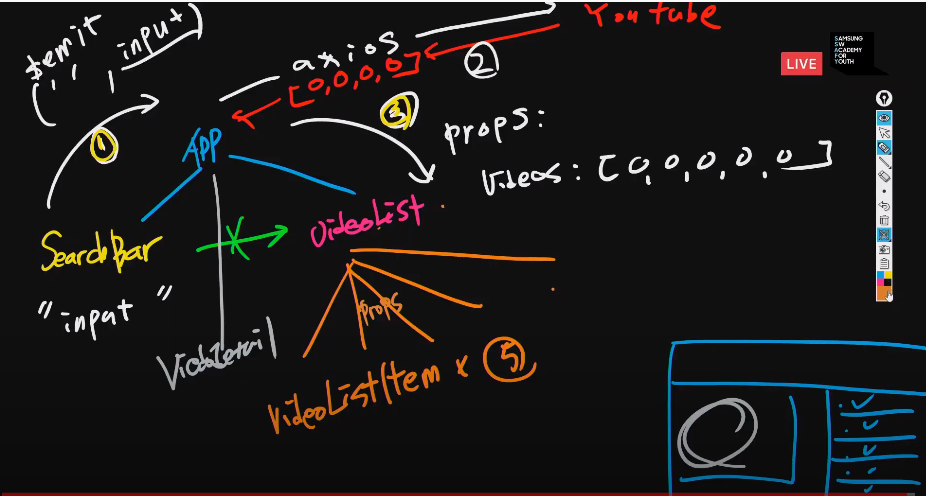 Youtube
$emit
( , , , input )
axios
[0,0,0,0]
②
LIVE
SAMSUNG
SW
ACADEMY
FOR
YOUTH
①
③
APP
props:
Videos: [0, 0, 0, 0, 0]
SearchBar
X
VideoList
"input"
props
VideoDetail
VideoListItem x ⑤